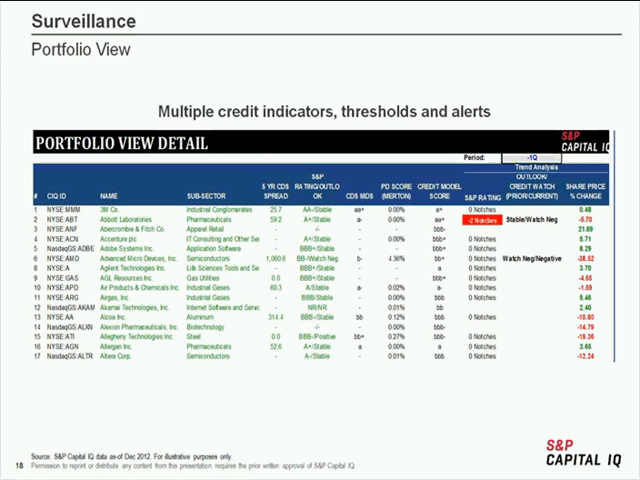 Surveillance
Portfolio View
Multiple credit indicators, thresholds and alerts
PORTFOLIO VIEW DETAIL
S&P
CAPITAL IQ
Period: -1Q
Trend Analysis
# CIQ ID NAME SUB-SECTOR 5 YR CDS SPREAD S&P RATING/OUTLOOK CDS MDS PD SCORE (MERTON) CREDIT MODEL SCORE S&P RATING OUTLOOK/ CREDIT WATCH (PRIOR/CURRENT) SHARE PRICE % CHANGE
1 NYSE:MMM 3M Co. Industrial Conglomerates 25.7 AA-/Stable aa+ 0.00% a+ 0 Notches 0.48
2 NYSE:ABT Abbott Laboratories Pharmaceuticals 59.2 A+/Stable a- 0.00% aa+ -2 Notches Stable/Watch Neg -5.70
3 NYSE:ANF Abercrombie & Fitch Co. Apparel Retail - -/- - bbb- 21.69
4 NYSE:ACN Accenture plc IT Consulting and Other Ser - A+/Stable - 0.00% bbb+ 0 Notches 5.71
5 NasdaqGS:ADBE Adobe Systems Inc. Application Software - BBB+/Stable - - bbb+ 0 Notches 8.29
6 NYSE:AMD Advanced Micro Devices, Inc. Semiconductors 1,060.6 BB-/Watch Neg b- 4.36% b+ 0 Notches Watch Neg/Negative -38.52
8 NYSE:A Agilent Technologies Inc Life Sciences Tools and Se - BBB+/Stable - - a 0 Notches 3.70
9 NYSE:GAS AGL Resources Inc. Gas Utilities 0.0 BBB+/Stable - - bbb+ 0 Notches -4.65
10 NYSE:APD Air Products & Chemicals Inc. Industrial Gases 60.3 A/Stable a- 0.02% a- 0 Notches -1.59
11 NYSE:ARG Airgas, Inc. Industrial Gases BBB/Stable - 0.00% bbb 0 Notches 9.46
12 NasdaqGS:AKAM Akamai Technologies, Inc. Internet Software and Servic NR/NR - 0.01% bb 0 Notches 2.40
13 NYSE:AA Alcoa Inc. Aluminum 314.4 BBB-/Stable bb 0.12% bbb 0 Notches -10.80
14 NasdaqGS:ALXN Alexion Pharmaceuticals, Inc. Biotechnology -/- - 0.00% bbb- -14.79
15 NYSE:ATI Allegheny Technologies Inc. Steel 0.0 BBB-/Positive bb+ 0.27% bbb- 0 Notches -19.36
16 NYSE:AGN Allergan Inc. Pharmaceuticals 52.6 A+/Stable a 0.00% a 0 Notches 3.65
17 NasdaqGS:ALTR Altera Corp. Semiconductors - A-/Stable - 0.01% bbb 0 Notches -12.24
Source: S&P Capital IQ data as-of Dec 2012. For illustrative purposes only.
18 Permission to reprint or distribute any content from this presentation requires the prior written approval of S&P Capital IQ.
S&P
CAPITAL IQ